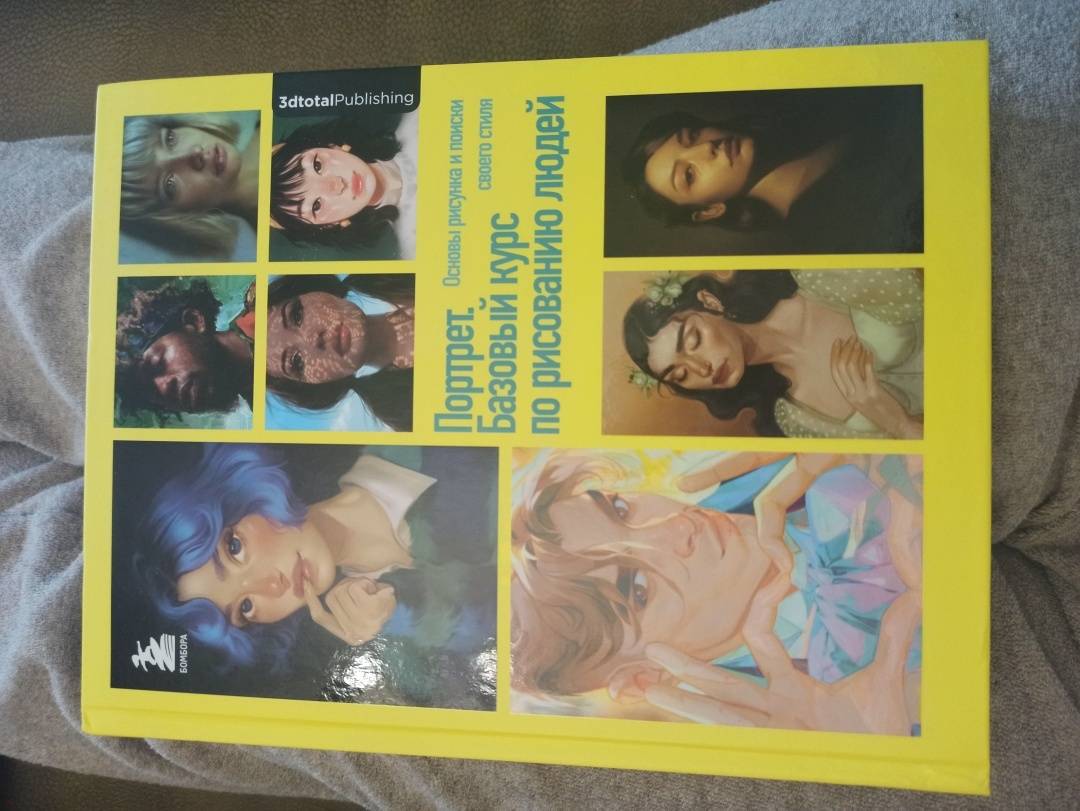 3dtotalPublishing
Основы рисунка и поиски
своего стиля
Портрет.
Базовый курс
по рисованию людей
БОМБОРА